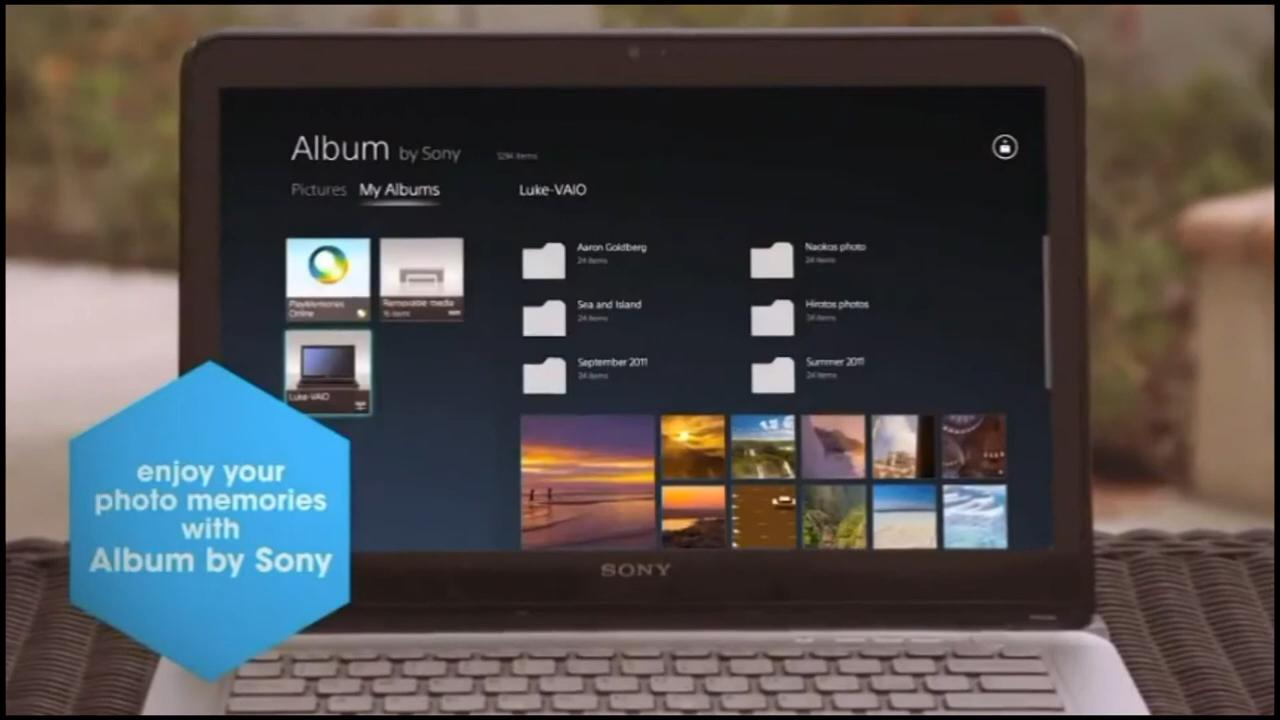 Album by Sony
Pictures My Albums
Luke-VAIO
PlayMemories
Online
Removable media
Luke-VAIO
Aaron Goldberg
24 items
Naokos photo
24 items
Sea and Island
24 items
Hirotos photos
September 2011
24 items
Summer 2011
24 items
SONY
enjoy your
photo memories
with
Album by Sony